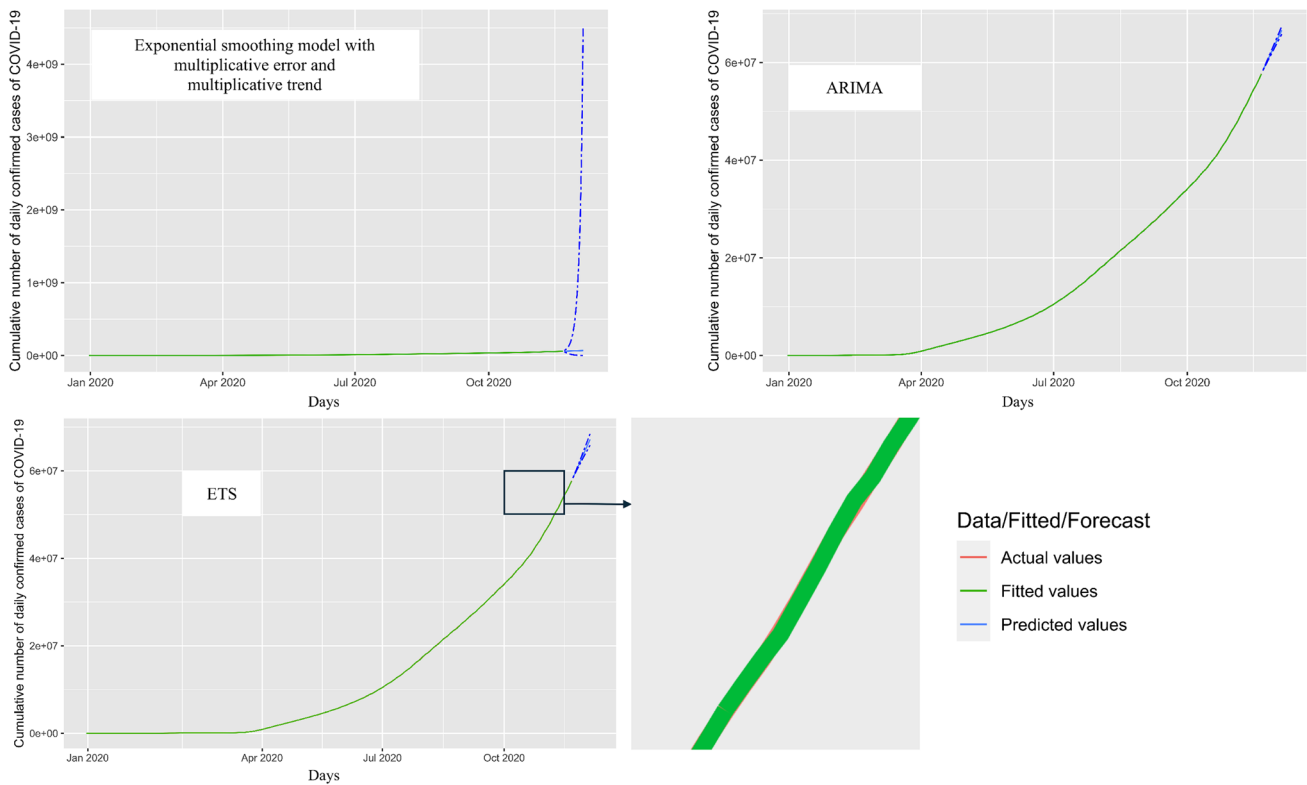 Cumulative number of daily confirmed cases of COVID-19
Exponential smoothing model with
multiplicative error and
multiplicative trend
4e+09
3e+09
2e+09
1e+09
0e+00
Jan 2020
Apr 2020
Jul 2020
Oct 2020
Days
Cumulative number of daily confirmed cases of COVID-19
ARIMA
6e+07
4e+07
2e+07
0e+00
Jan 2020
Apr 2020
Jul 2020
Oct 2020
Days
Cumulative number of daily confirmed cases of COVID-19
ETS
6e+07
4e+07
2e+07
0e+00
Jan 2020
Apr 2020
Jul 2020
Oct 2020
Days
Data/Fitted/Forecast
Actual values
Fitted values
Predicted values